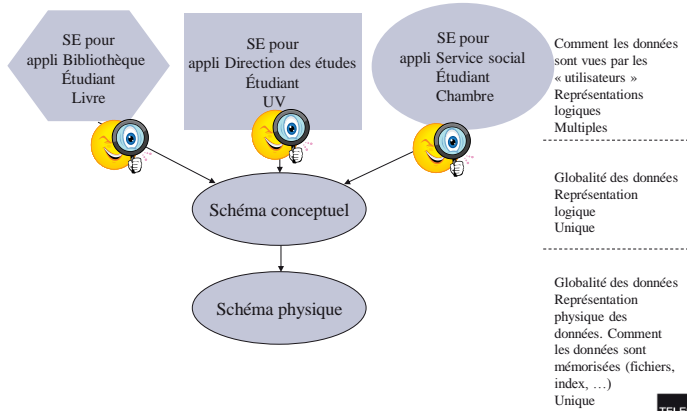 SE pour
appli Bibliothèque
Étudiant
Livre
SE pour
appli Direction des études
Étudiant
UV
SE pour
appli Service social
Étudiant
Chambre
Comment les données
sont vues par les
« utilisateurs »
Représentations
logiques
Multiples
Schéma conceptuel
Globalité des données
Représentation
logique
Unique
Schéma physique
Globalité des données
Représentation
physique des
données. Comment
les données sont
mémorisées (fichiers,
index, …)
Unique